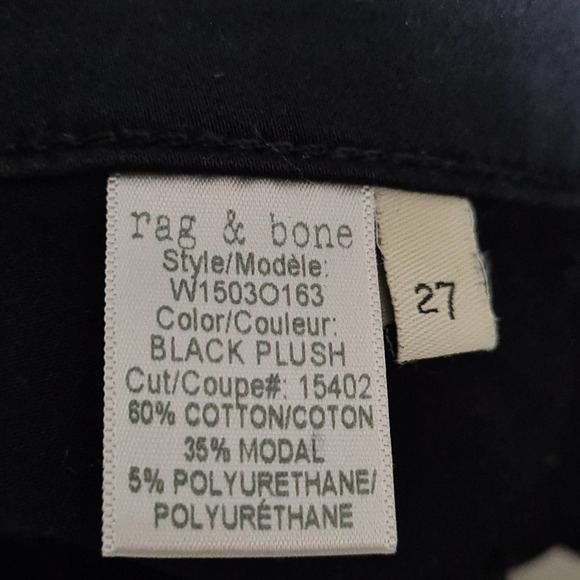 rag & bone
Style/Modèle:
W1503O163
Color/Couleur:
BLACK PLUSH
Cut/Coupe#: 15402
60% COTTON/COTON
35% MODAL
5% POLYURETHANE/
POLYURÉTHANE
27